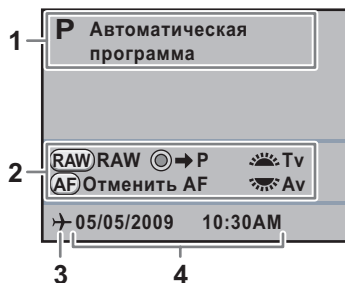 1
P Автоматическая
программа
2
RAW RAW P Tv
AF Отменить AF Av
05/05/2009 10:30AM
3 4